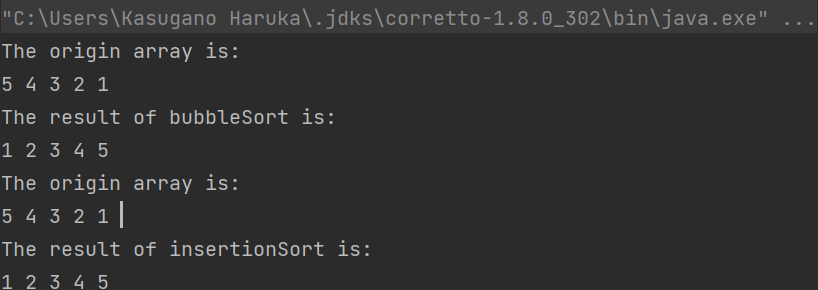 "C:\Users\Kasugano Haruka\.jdks\corretto-1.8.0_302\bin\java.exe" ...
The origin array is:
5 4 3 2 1
The result of bubbleSort is:
1 2 3 4 5
The origin array is:
5 4 3 2 1
The result of insertionSort is:
1 2 3 4 5